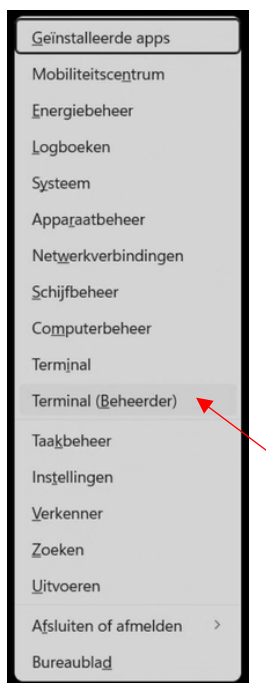 Geïnstalleerde apps
Mobiliteitscentrum
Energiebeheer
Logboeken
Systeem
Apparaatbeheer
Netwerkverbindingen
Schijfbeheer
Computerbeheer
Terminal
Terminal (Beheerder)
Taakbeheer
Instellingen
Verkenner
Zoeken
Uitvoeren
Afsluiten of afmelden >
Bureaublad